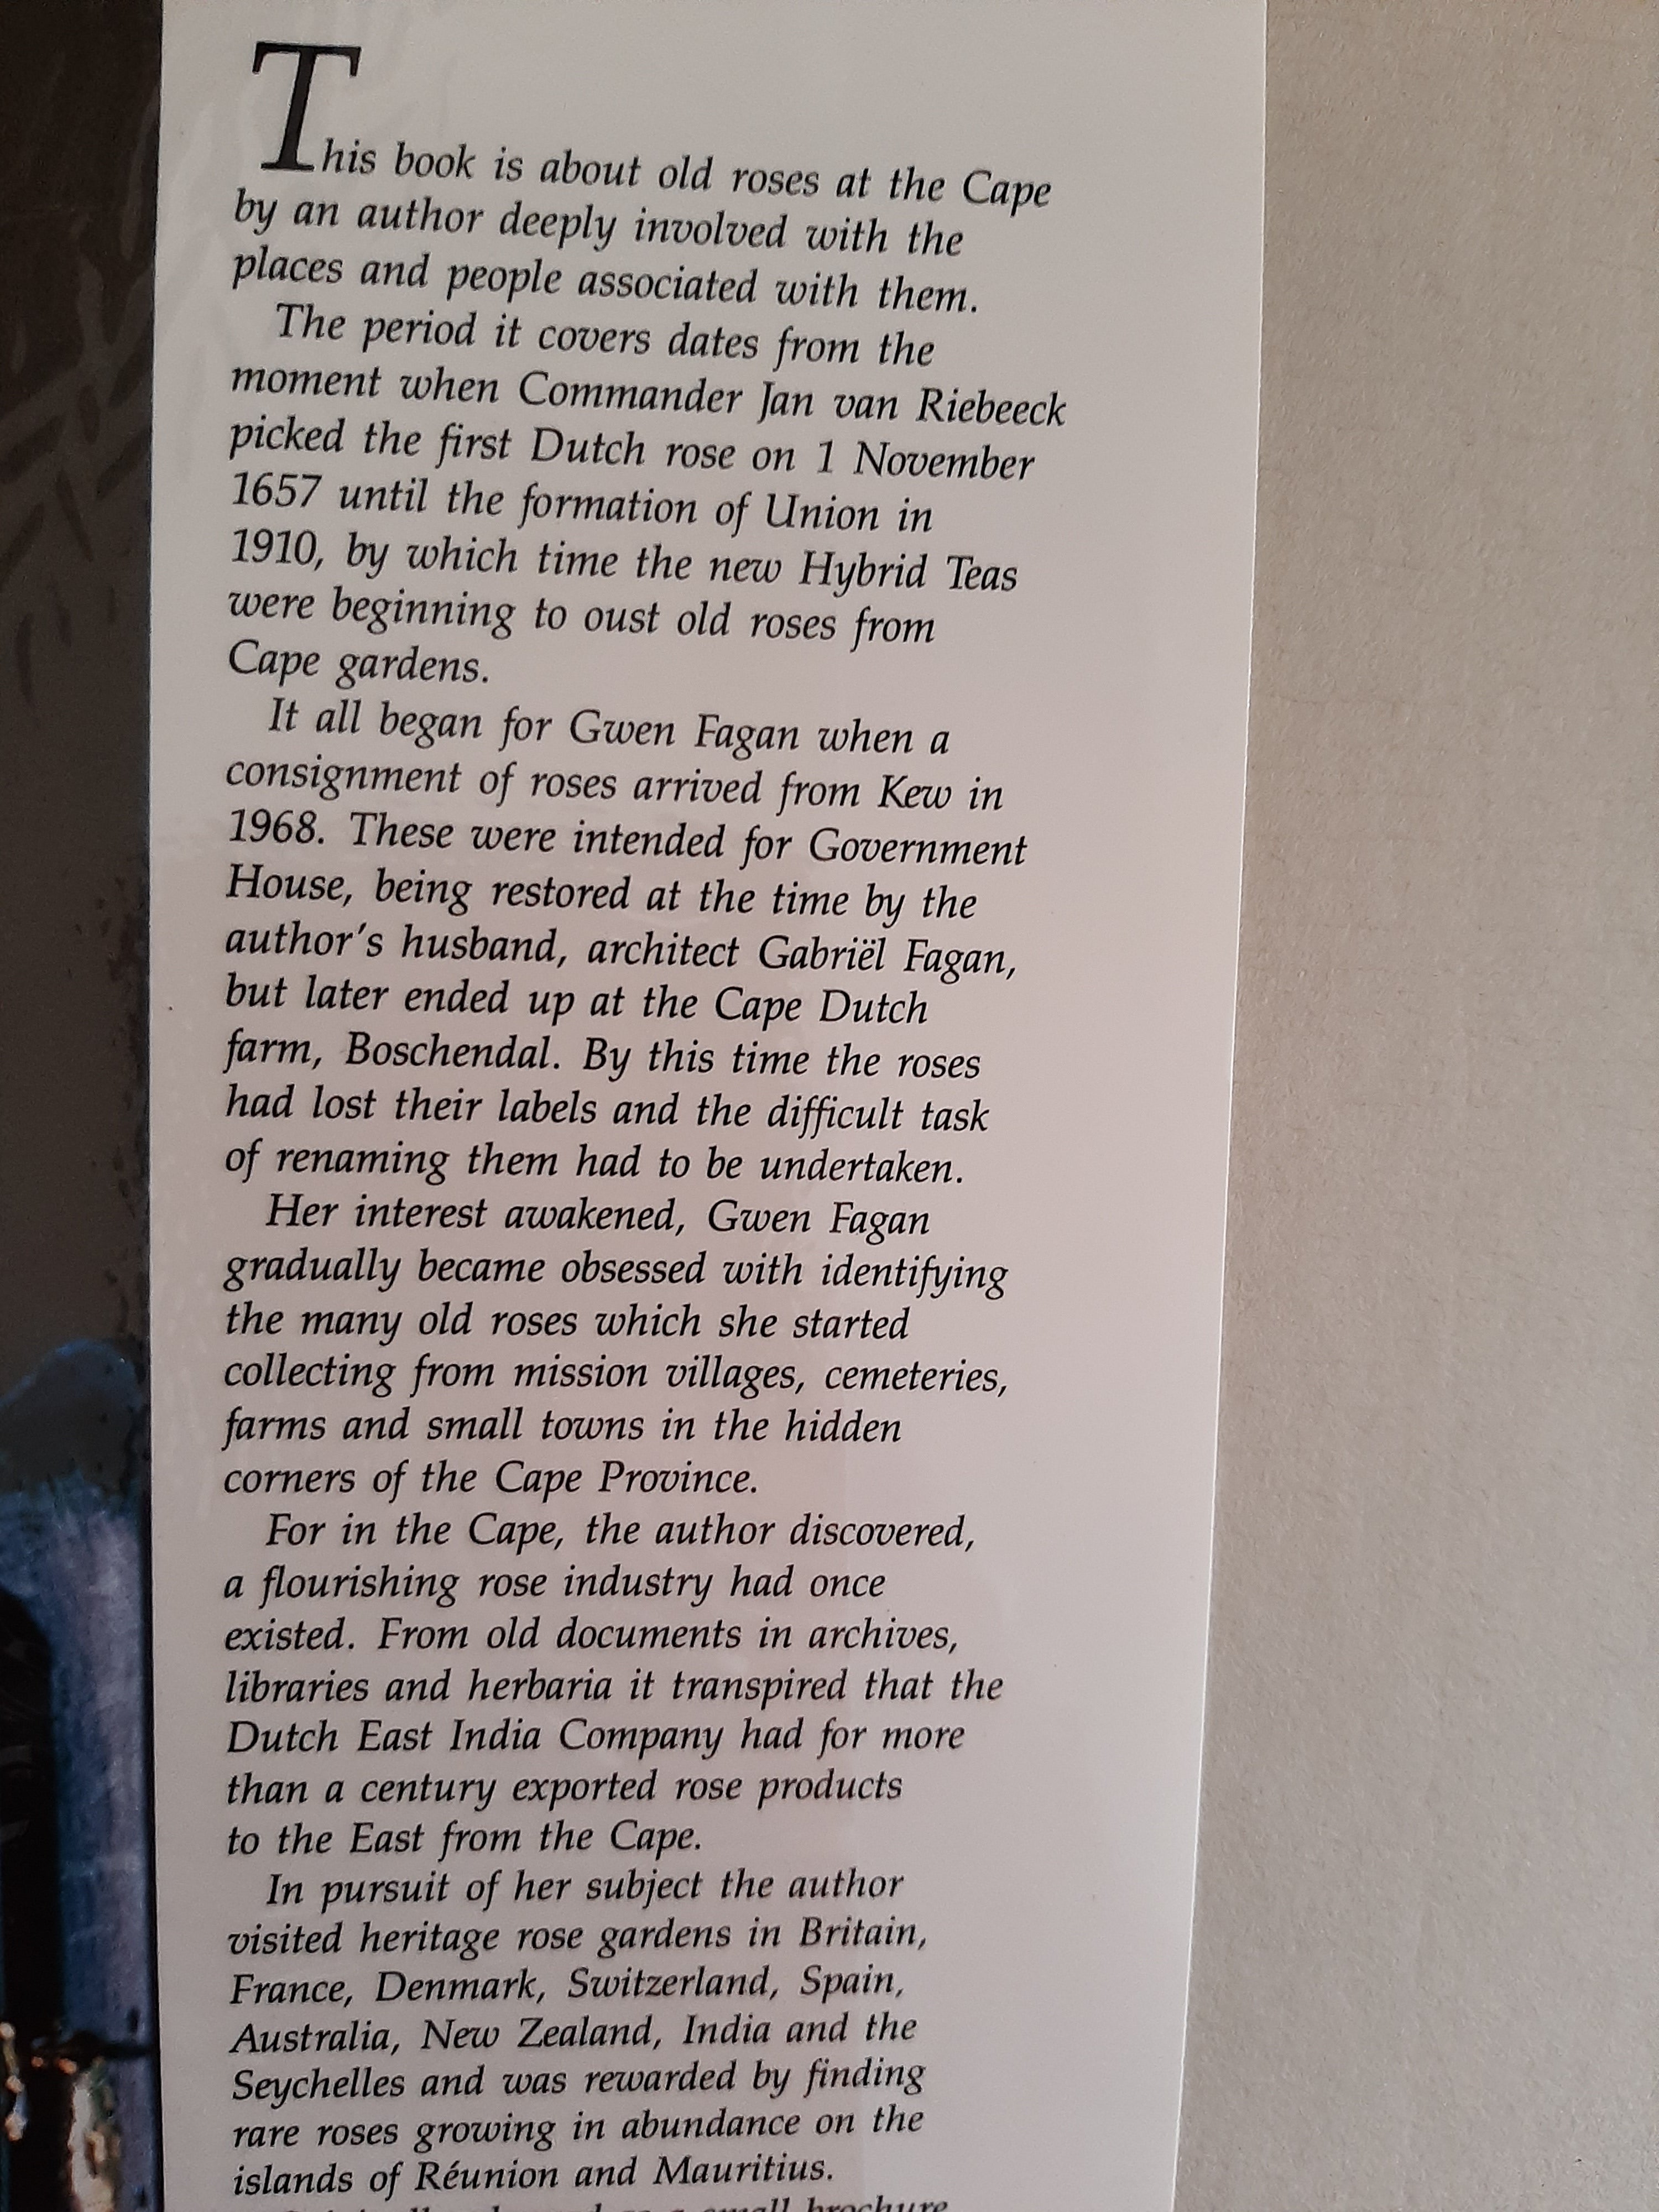 This book is about old roses at the Cape
by an author deeply involved with the
places and people associated with them.
The period it covers dates from the
moment when Commander Jan van Riebeeck
picked the first Dutch rose on 1 November
1657 until the formation of Union in
1910, by which time the new Hybrid Teas
were beginning to oust old roses from
Cape gardens.
It all began for Gwen Fagan when a
consignment of roses arrived from Kew in
1968. These were intended for Government
House, being restored at the time by the
author's husband, architect Gabriël Fagan,
but later ended up at the Cape Dutch
farm, Boschendal. By this time the roses
had lost their labels and the difficult task
of renaming them had to be undertaken.
Her interest awakened, Gwen Fagan
gradually became obsessed with identifying
the many old roses which she started
collecting from mission villages, cemeteries,
farms and small towns in the hidden
corners of the Cape Province.
For in the Cape, the author discovered,
a flourishing rose industry had once
existed. From old documents in archives,
libraries and herbaria it transpired that the
Dutch East India Company had for more
than a century exported rose products
to the East from the Cape.
In pursuit of her subject the author
visited heritage rose gardens in Britain,
France, Denmark, Switzerland, Spain,
Australia, New Zealand, India and the
Seychelles and was rewarded by finding
rare roses growing in abundance on the
islands of Réunion and Mauritius.
small brochure